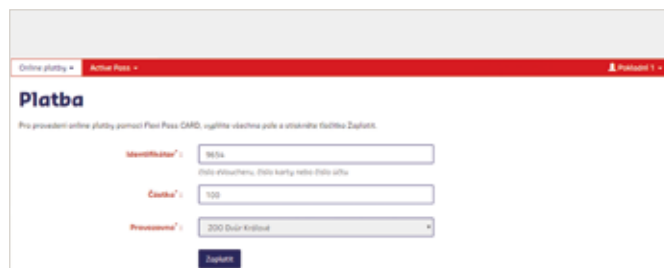 Online platby
Active Pass
Pokladní 1
Platba
Pro provedení online platby pomocí Flexi Pass CARD, vyplňte všechna pole a stiskněte tlačítko Zaplatit.
Identifikátor* :
9654
číslo eVoucheru, číslo karty nebo číslo účtu
Částka* :
100
Provozovna* :
ZOO Dvůr Králové
Zaplatit